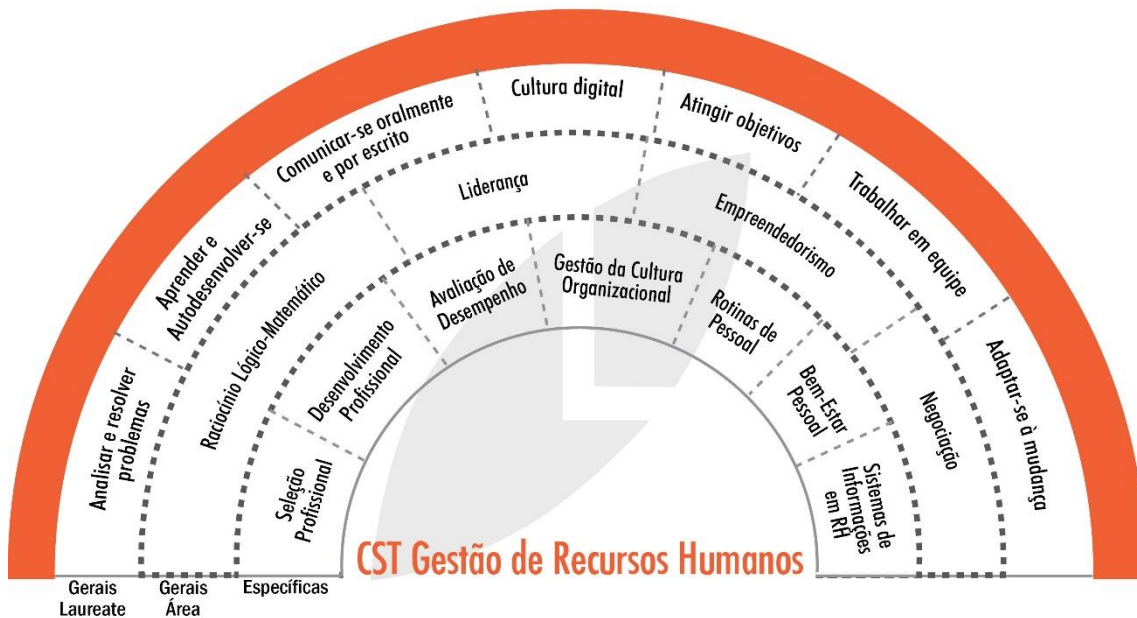 Analisar e resolver
problemas
Aprender e
Autodesenvolver-se
Comunicar-se oralmente
e por escrito
Cultura digital
Atingir objetivos
Trabalhar em equipe
Adaptar-se à mudança
Raciocínio Lógico-Matemático
Liderança
Empreendedorismo
Negociação
Seleção
Profissional
Desenvolvimento
Profissional
Avaliação de
Desempenho
Gestão da Cultura
Organizacional
Rotinas de
Pessoal
Bem-Estar
Pessoal
Sistemas de
Informações
em RH
CST Gestão de Recursos Humanos
Gerais
Laureate
Gerais
Área
Específicas